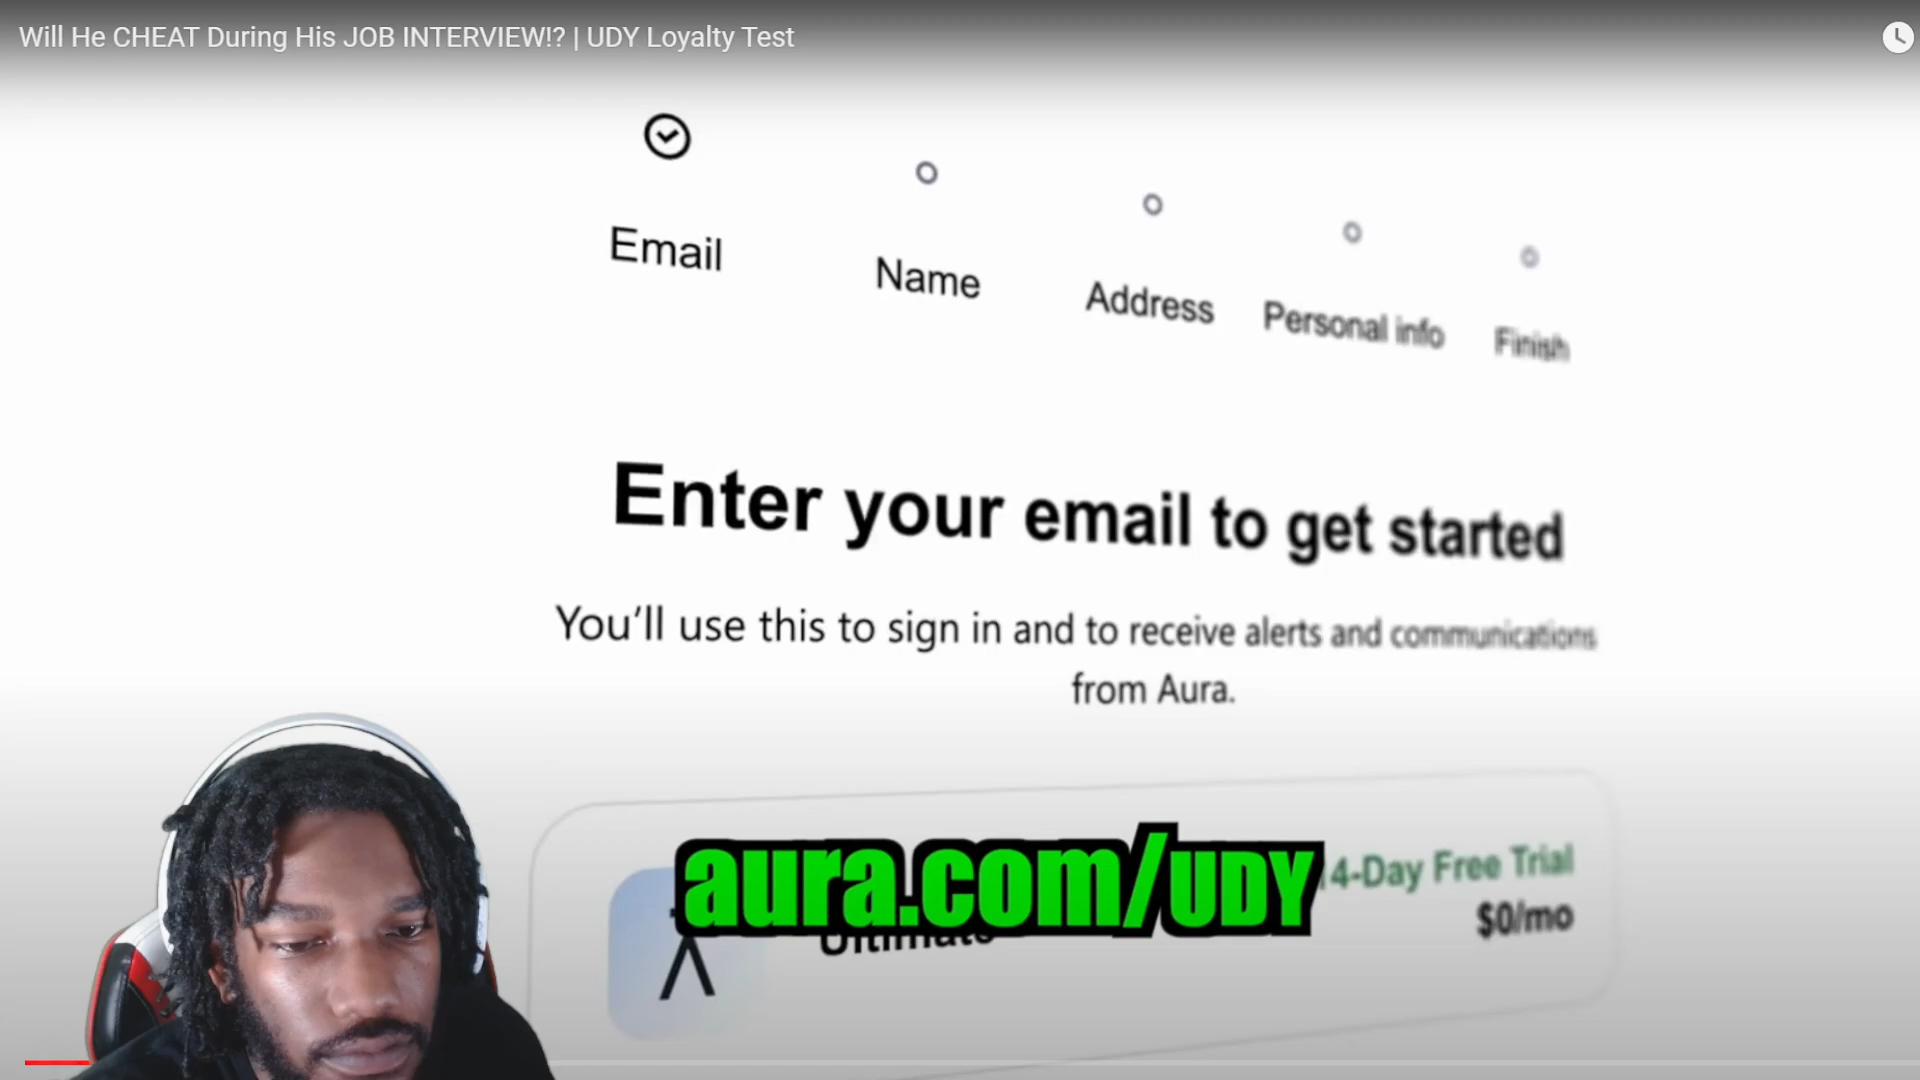 Will He CHEAT During His JOB INTERVIEW!? | UDY Loyalty Test
Email
Name
Address
Personal info
Finish
Enter your email to get started
You’ll use this to sign in and to receive alerts and communications
from Aura.
aura.com/UDY
14-Day Free Trial
Ultimate
$0/mo